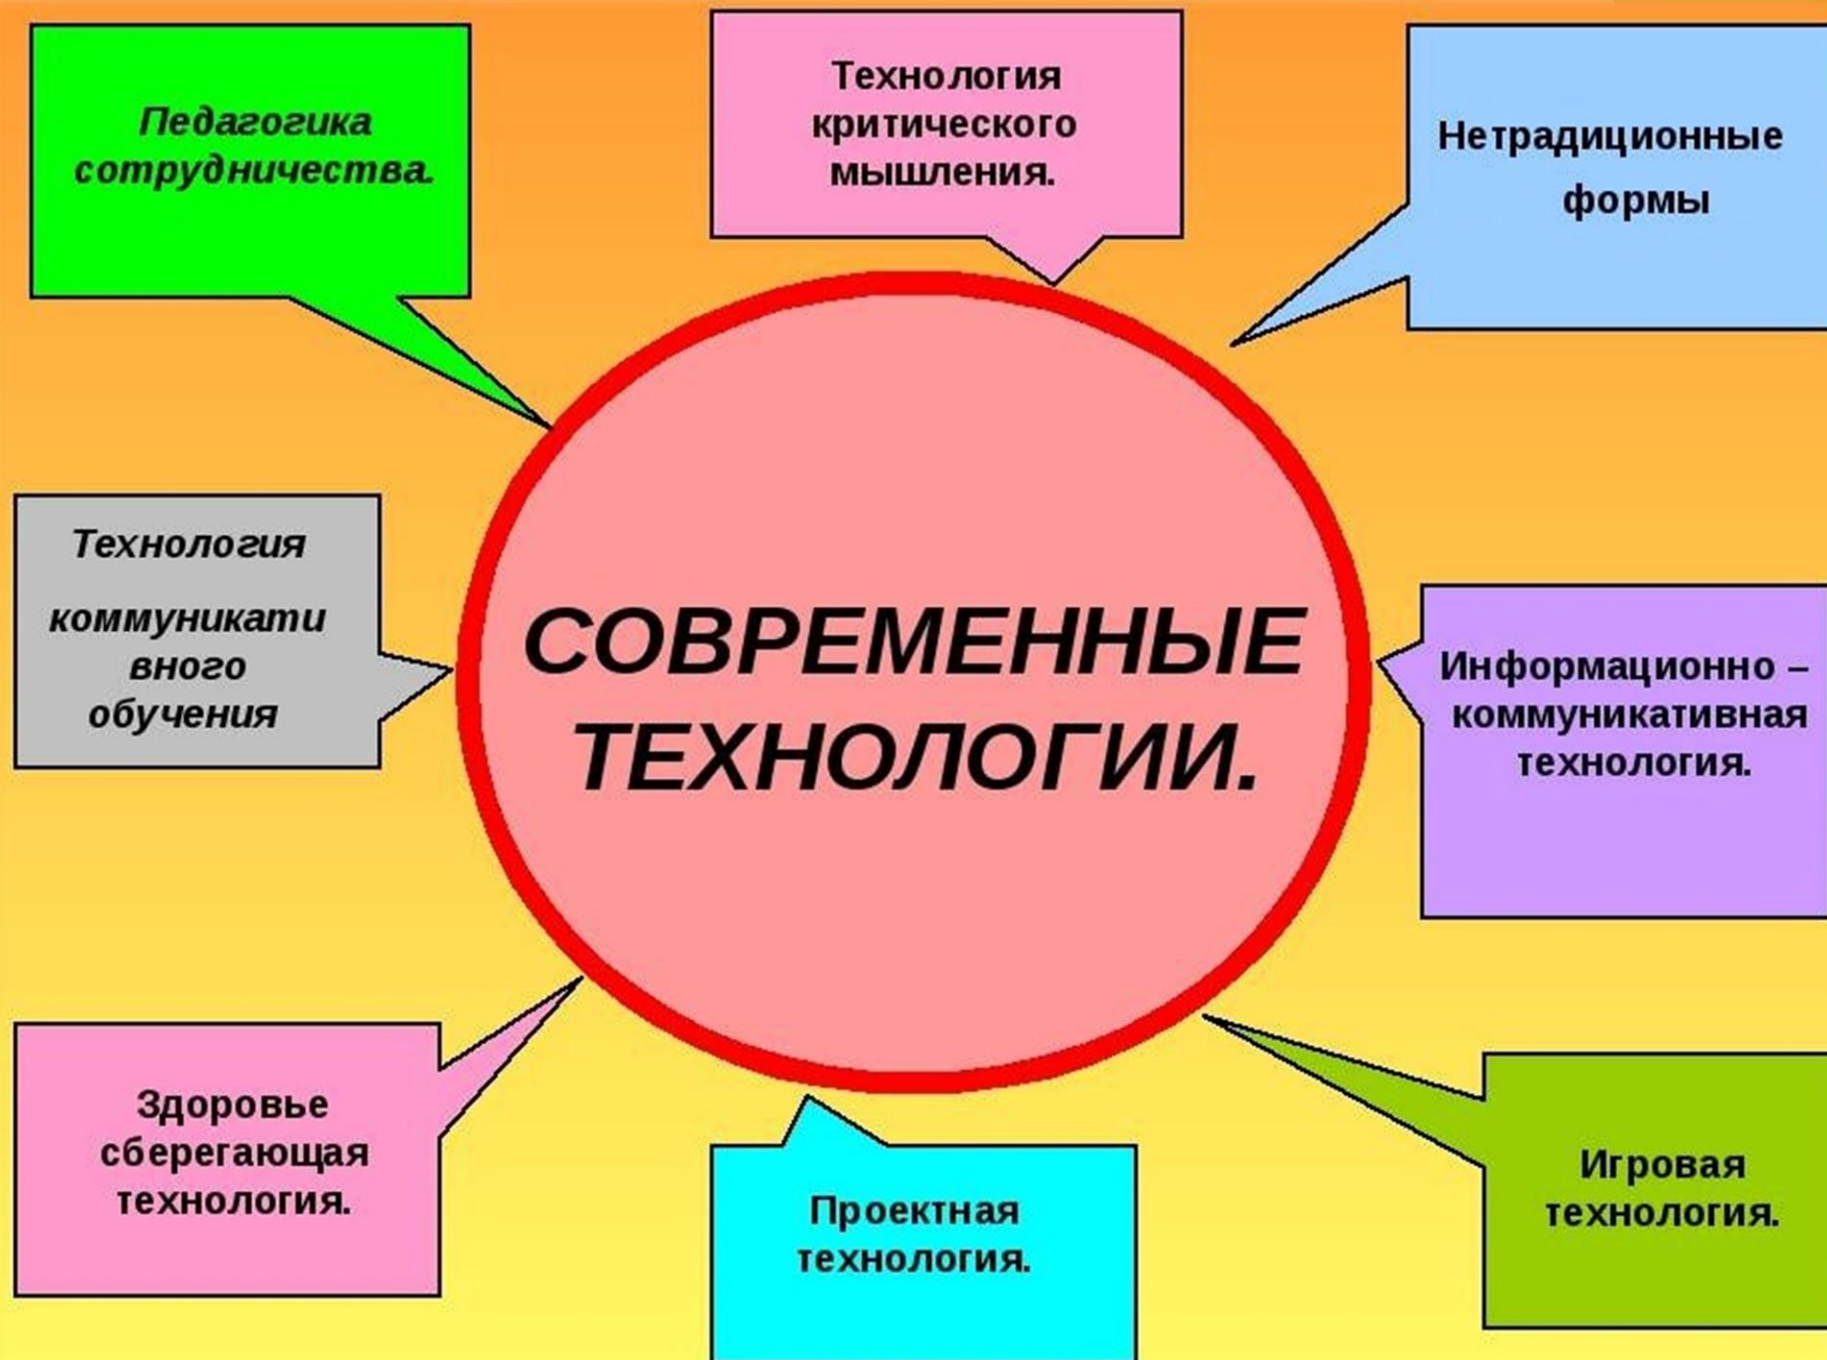 Педагогика
сотрудничества.
Технология
критического
мышления.
Нетрадиционные
формы
Технология
коммуникати
вного
обучения
СОВРЕМЕННЫЕ
ТЕХНОЛОГИИ.
Информационно –
коммуникативная
технология.
Здоровье
сберегающая
технология.
Проектная
технология.
Игровая
технология.